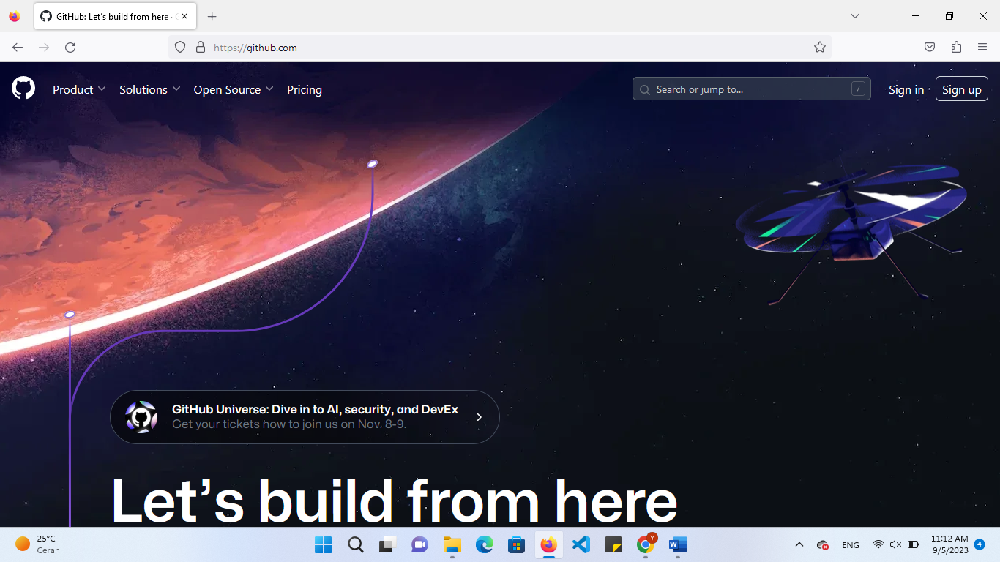 GitHub: Let's build from here ·
https://github.com
Product
Solutions
Open Source
Pricing
Search or jump to...
/
Sign in
Sign up
GitHub Universe: Dive in to AI, security, and DevEx
Get your tickets now to join us on Nov. 8-9.
Let's build from here
25°C
Cerah
Y
ENG
11:12 AM
9/5/2023
4